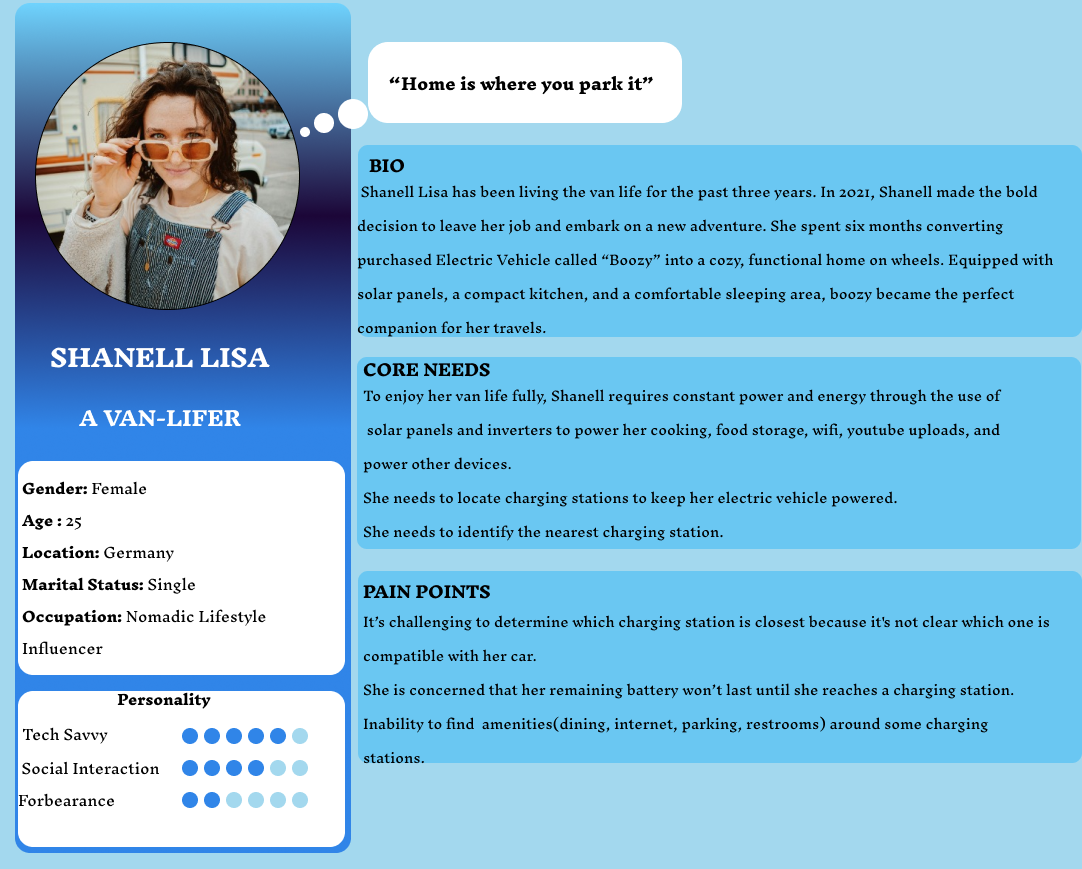 “Home is where you park it”
SHANELL LISA
A VAN-LIFER
Gender: Female
Age : 25
Location: Germany
Marital Status: Single
Occupation: Nomadic Lifestyle
Influencer
Personality
Tech Savvy
Social Interaction
Forbearance
BIO
Shanell Lisa has been living the van life for the past three years. In 2021, Shanell made the bold
decision to leave her job and embark on a new adventure. She spent six months converting
purchased Electric Vehicle called “Boozy” into a cozy, functional home on wheels. Equipped with
solar panels, a compact kitchen, and a comfortable sleeping area, boozy became the perfect
companion for her travels.
CORE NEEDS
To enjoy her van life fully, Shanell requires constant power and energy through the use of
solar panels and inverters to power her cooking, food storage, wifi, youtube uploads, and
power other devices.
She needs to locate charging stations to keep her electric vehicle powered.
She needs to identify the nearest charging station.
PAIN POINTS
It’s challenging to determine which charging station is closest because it's not clear which one is
compatible with her car.
She is concerned that her remaining battery won’t last until she reaches a charging station.
Inability to find  amenities(dining, internet, parking, restrooms) around some charging
stations.